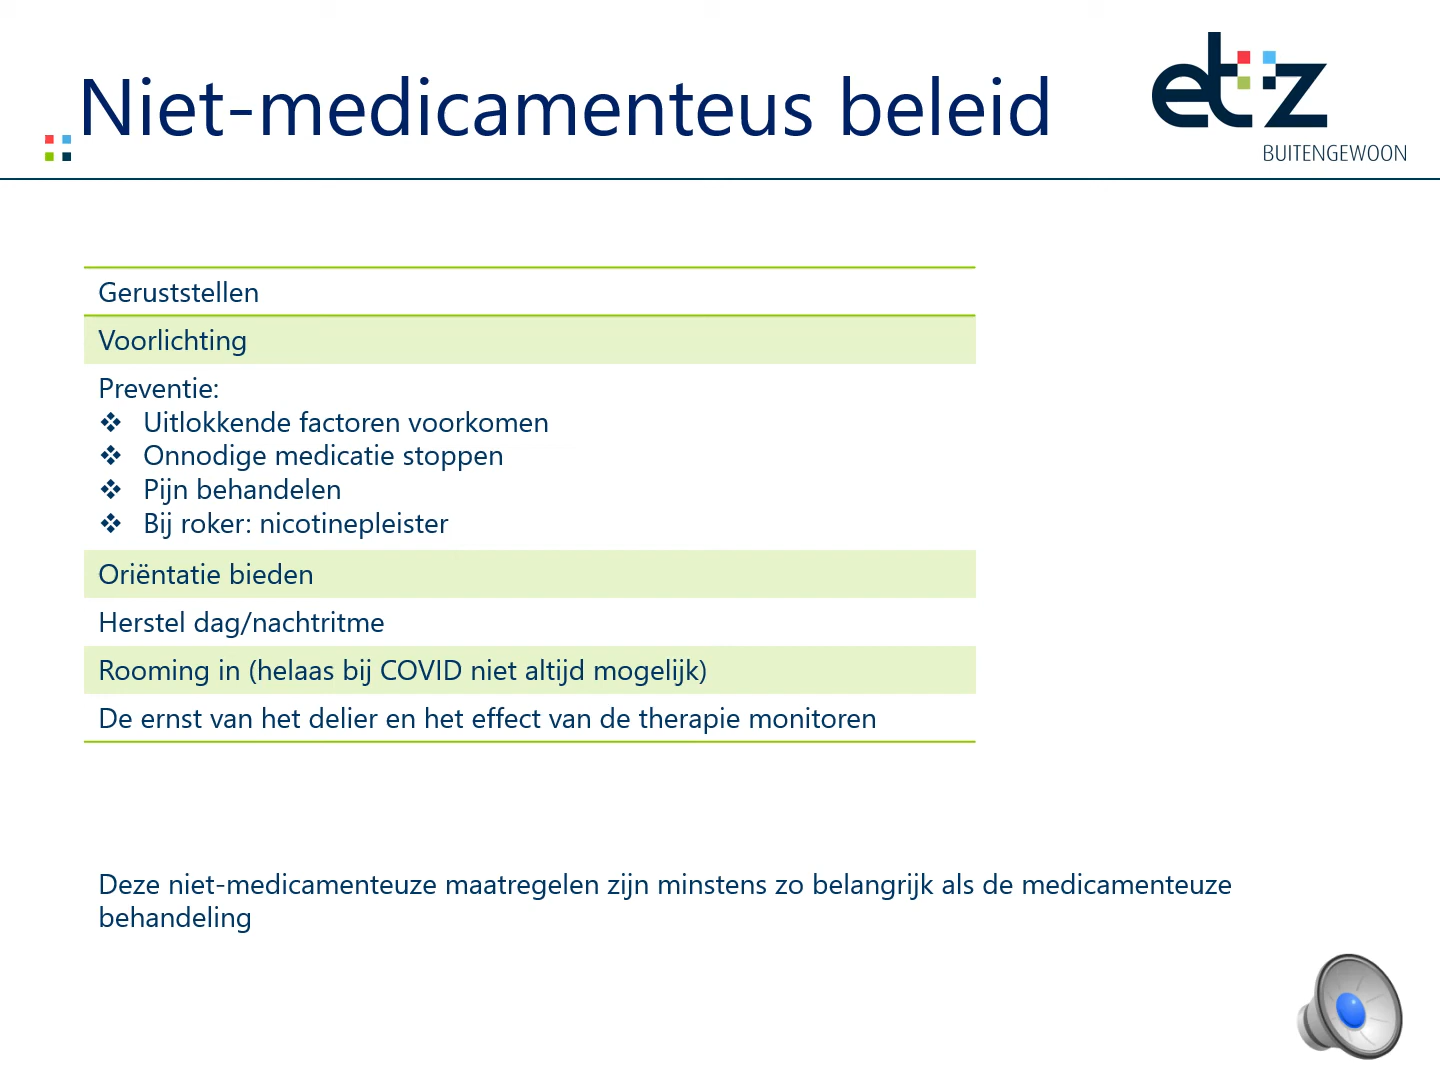 Niet-medicamenteus beleid
etz
BUITENGEWOON
Geruststellen
Voorlichting
Preventie:
❖ Uitlokkende factoren voorkomen
❖ Onnodige medicatie stoppen
❖ Pijn behandelen
❖ Bij roker: nicotinepleister
Oriëntatie bieden
Herstel dag/nachtritme
Rooming in (helaas bij COVID niet altijd mogelijk)
De ernst van het delier en het effect van de therapie monitoren
Deze niet-medicamenteuze maatregelen zijn minstens zo belangrijk als de medicamenteuze
behandeling